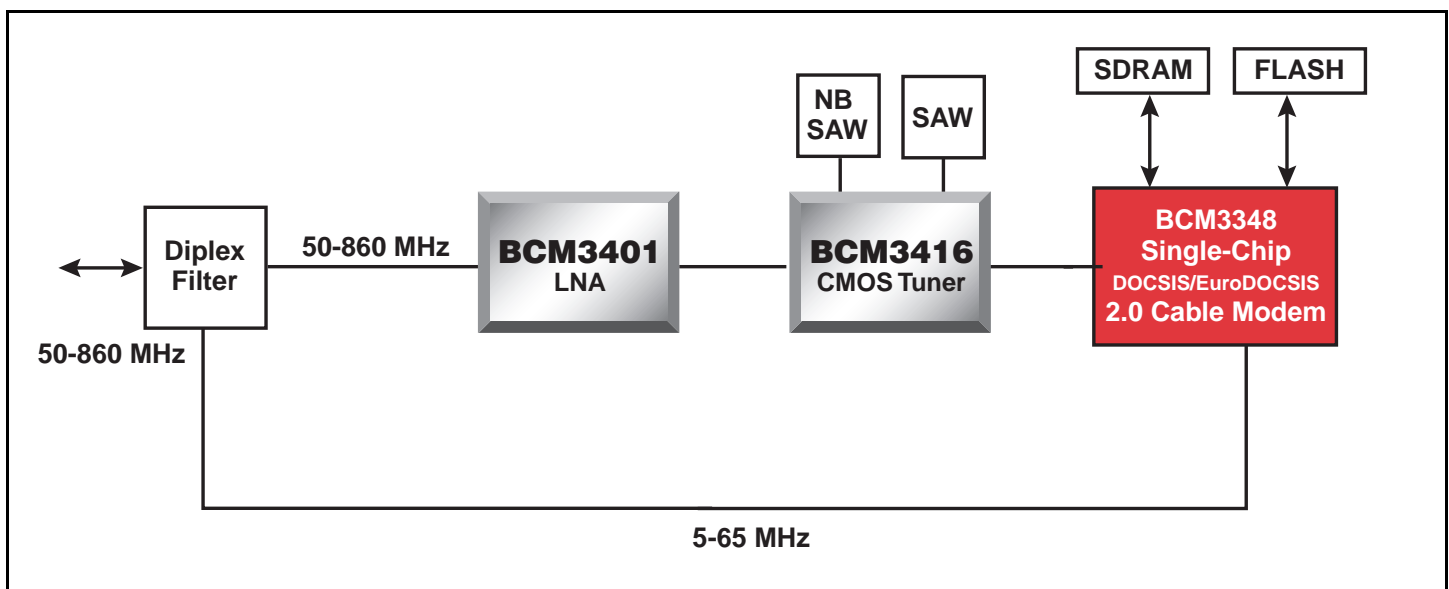 SDRAM
FLASH
NB
SAW
SAW
Diplex
Filter
50-860 MHz
BCM3401
LNA
BCM3416
CMOS Tuner
BCM3348
Single-Chip
DOCSIS/EuroDOCSIS
2.0 Cable Modem
50-860 MHz
5-65 MHz